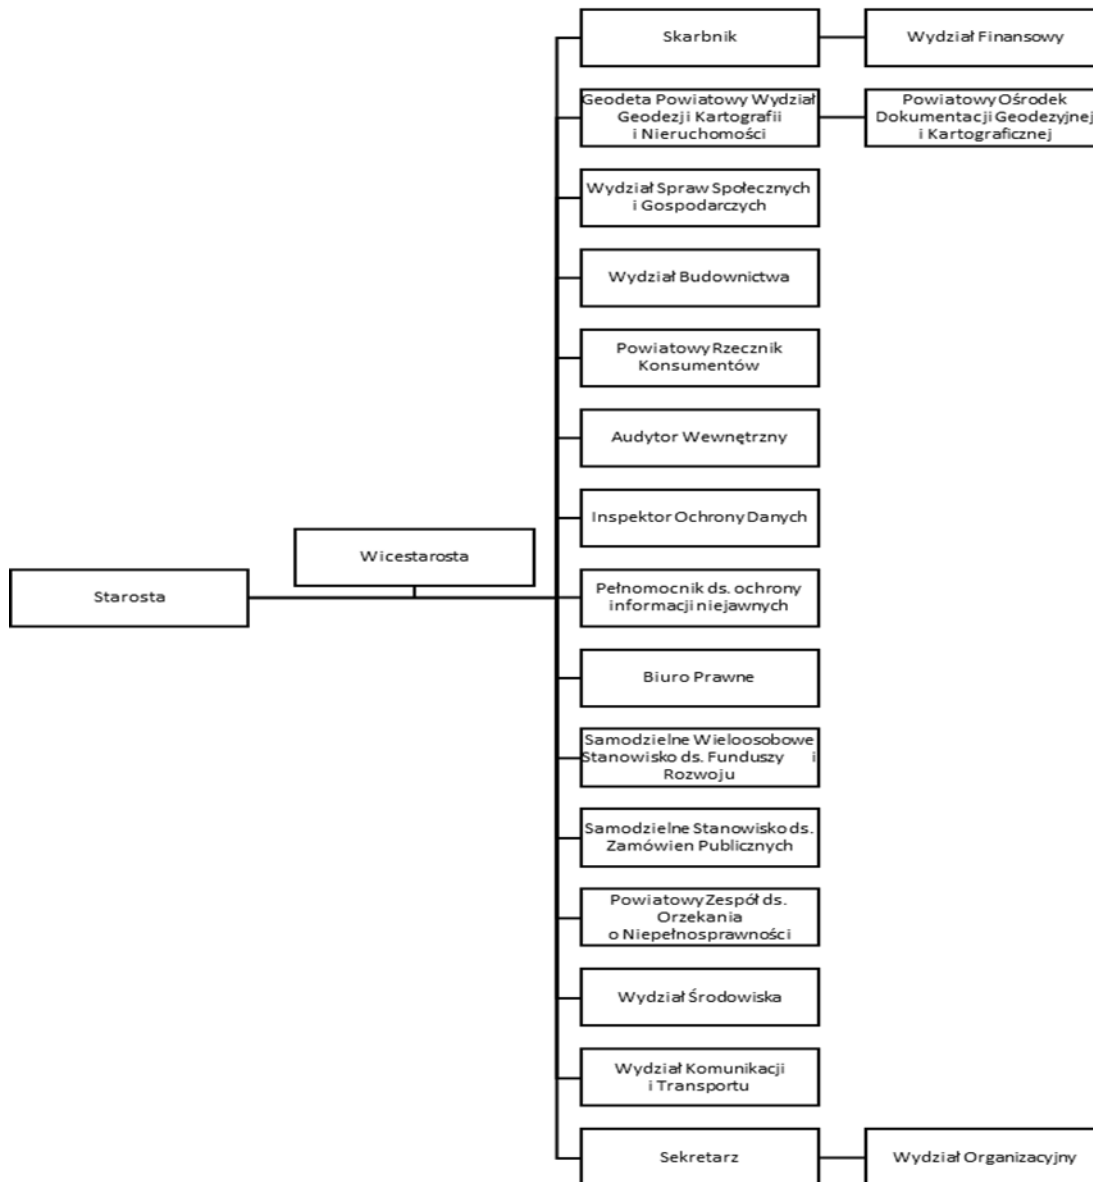 Skarbnik
Wydział Finansowy
Geodeta Powiatowy Wydział
Geodezji Kartografii
i Nieruchomości
Powiatowy Ośrodek
Dokumentacji Geodezyjnej
i Kartograficznej
Wydział Spraw Społecznych
i Gospodarczych
Wydział Budownictwa
Powiatowy Rzecznik
Konsumentów
Audytor Wewnętrzny
Inspektor Ochrony Danych
Wicestarosta
Starosta
Pełnomocnik ds. ochrony
informacji niejawnych
Biuro Prawne
Samodzielne Wieloosobowe
Stanowisko ds. Funduszy i
Rozwoju
Samodzielne Stanowisko ds.
Zamówien Publicznych
Powiatowy Zespół ds.
Orzekania
o Niepełnosprawności
Wydział Środowiska
Wydział Komunikacji
i Transportu
Sekretarz
Wydział Organizacyjny